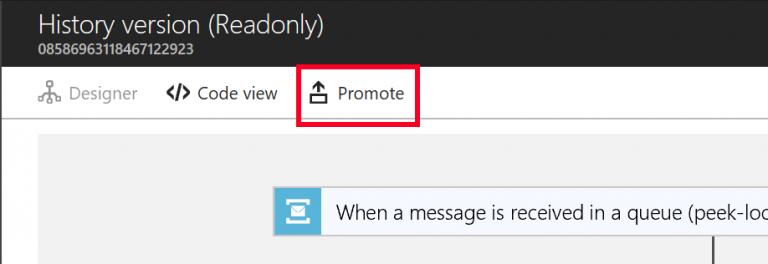 History version (Readonly)
08586963118467122923
Designer </> Code view Promote
When a message is received in a queue (peek-loc